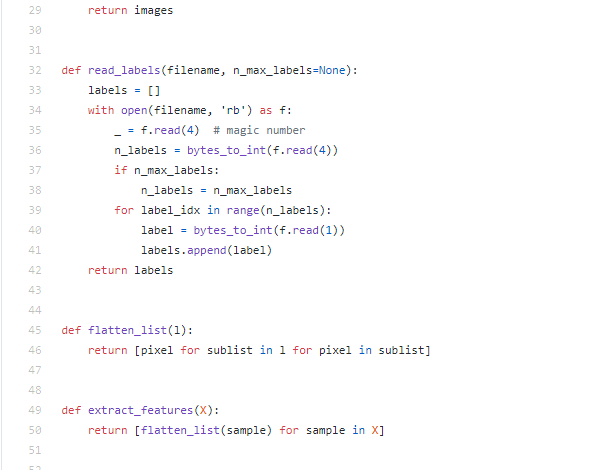 29 return images
30
31
32 def read_labels(filename, n_max_labels=None):
33 labels = []
34 with open(filename, 'rb') as f:
35 _ = f.read(4)  # magic number
36 n_labels = bytes_to_int(f.read(4))
37 if n_max_labels:
38 n_labels = n_max_labels
39 for label_idx in range(n_labels):
40 label = bytes_to_int(f.read(1))
41 labels.append(label)
42 return labels
43
44
45 def flatten_list(l):
46 return [pixel for sublist in l for pixel in sublist]
47
48
49 def extract_features(X):
50 return [flatten_list(sample) for sample in X]
51